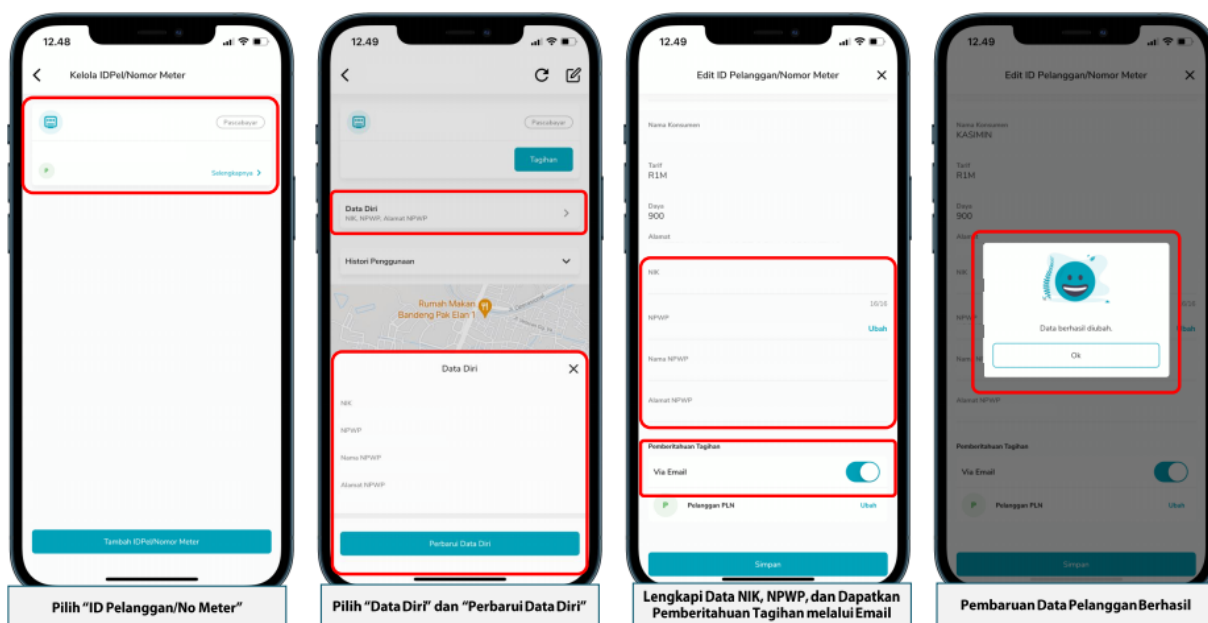 12.48
Kelola IDPel/Nomor Meter
Pascabayar
P
Selengkapnya >
Tambah IDPel/Nomor Meter
Pilih “ID Pelanggan/No Meter”
12.49
Pascabayar
Tagihan
Data Diri
NIK, NPWP, Alamat NPWP
Histori Penggunaan
Rumah Makan
Bandeng Pak Elan 1
Data Diri
NIK
NPWP
Nama NPWP
Alamat NPWP
Perbarui Data Diri
Pilih “Data Diri” dan “Perbarui Data Diri”
12.49
Edit ID Pelanggan/Nomor Meter
Nama Konsumen
Tarif
R1M
Daya
900
Alamat
NIK
16/16
NPWP
Ubah
Nama NPWP
Alamat NPWP
Pemberitahuan Tagihan
Via Email
P Pelanggan PLN Ubah
Simpan
Lengkapi Data NIK, NPWP, dan Dapatkan
Pemberitahuan Tagihan melalui Email
12.49
Edit ID Pelanggan/Nomor Meter
Nama Konsumen
KASIMIN
Tarif
R1M
Daya
900
Alamat
NIK
NPWP
Ubah
Data berhasil diubah.
Ok
Alamat NPWP
Pemberitahuan Tagihan
Via Email
P Pelanggan PLN Ubah
Simpan
Pembaruan Data Pelanggan Berhasil